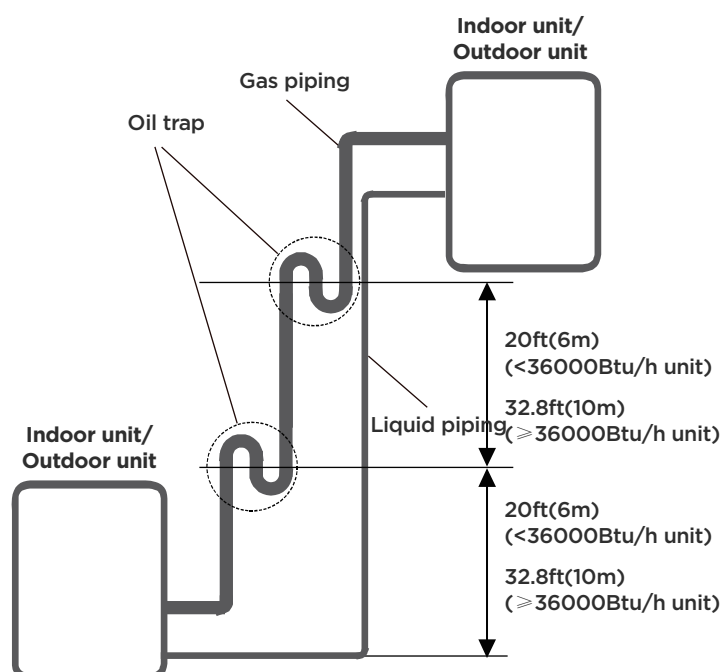 Indoor unit/
Outdoor unit
Gas piping
Oil trap
20ft(6m)
(<36000Btu/h unit)
32.8ft(10m)
(≥36000Btu/h unit)
Liquid piping
Indoor unit/
Outdoor unit
20ft(6m)
(<36000Btu/h unit)
32.8ft(10m)
(≥36000Btu/h unit)